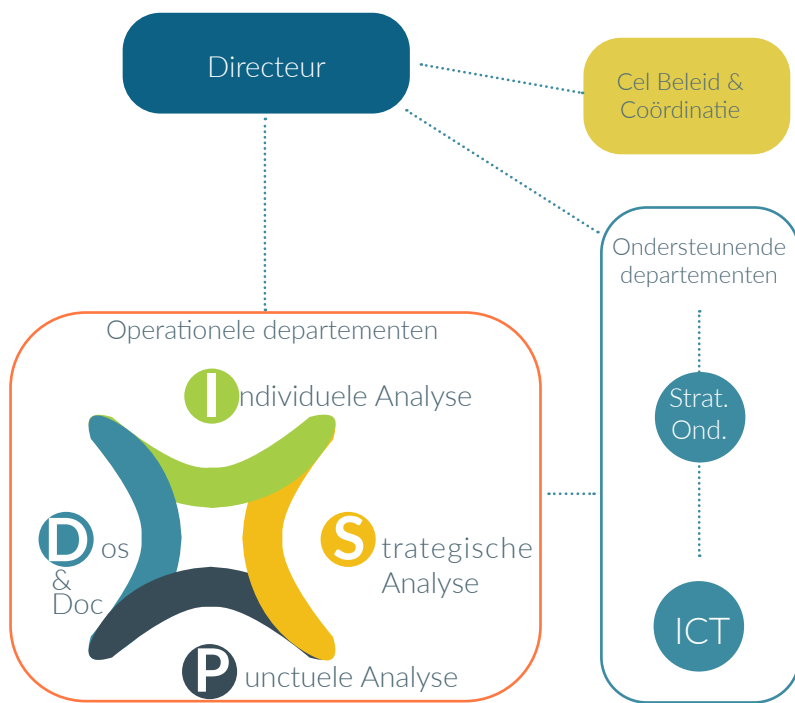 Directeur
Cel Beleid &
Coördinatie
Ondersteunende
departementen
Operationele departementen
Individuele Analyse
Strat.
Ond.
Dos
&
Doc
Strategische
Analyse
ICT
Punctuele Analyse